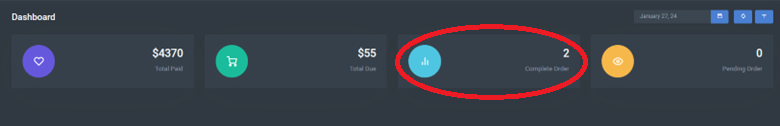 Dashboard
January 27, 24
$4370
Total Paid
$55
Total Due
2
Complete Order
0
Pending Order